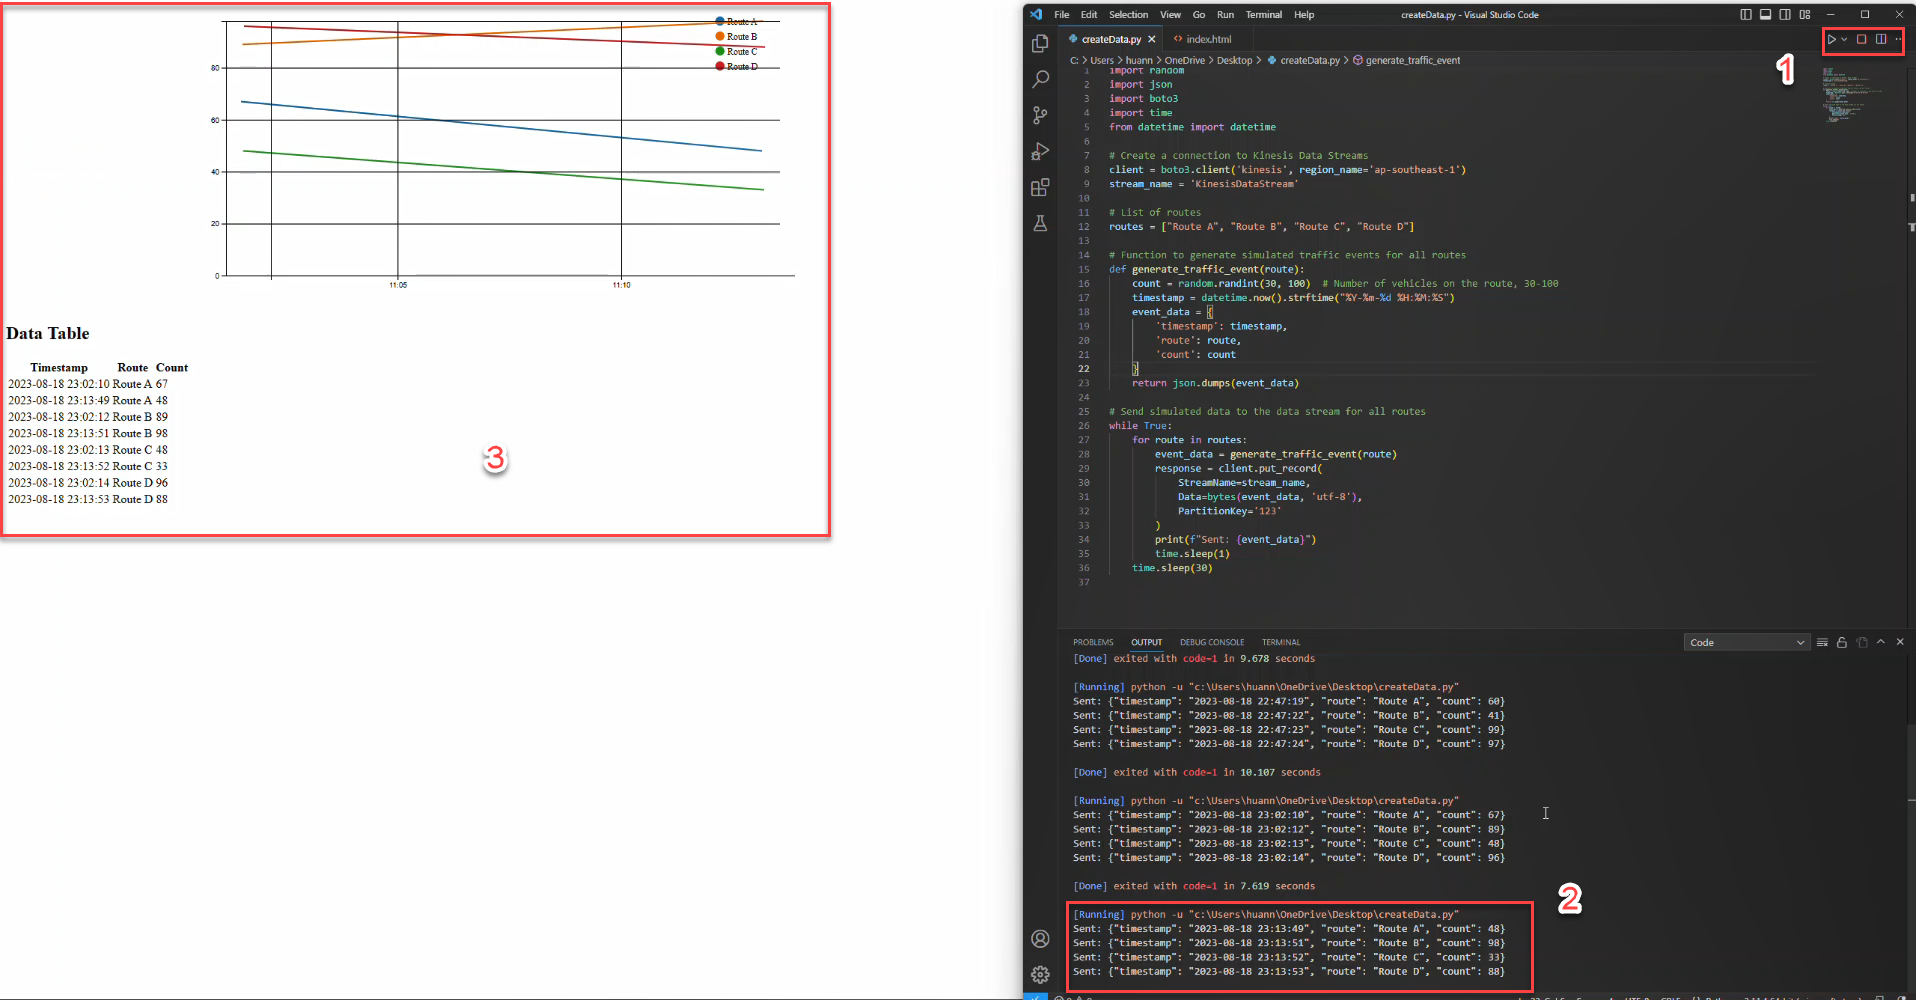 Route A
Route B
Route C
Route D
80
60
40
20
0
11:05
11:10
Data Table
Timestamp Route Count
2023-08-18 23:02:10 Route A 67
2023-08-18 23:13:49 Route A 48
2023-08-18 23:02:12 Route B 89
2023-08-18 23:13:51 Route B 98
2023-08-18 23:02:13 Route C 48
2023-08-18 23:13:52 Route C 33
2023-08-18 23:02:14 Route D 96
2023-08-18 23:13:53 Route D 88
3
File Edit Selection View Go Run Terminal Help
createData.py - Visual Studio Code
createData.py index.html
1
C: > Users > huann > OneDrive > Desktop > createData.py > generate_traffic_event
1 import random
2 import json
3 import boto3
4 import time
5 from datetime import datetime
6
7 # Create a connection to Kinesis Data Streams
8 client = boto3.client('kinesis', region_name='ap-southeast-1')
9 stream_name = 'KinesisDataStream'
10
11 # List of routes
12 routes = ["Route A", "Route B", "Route C", "Route D"]
13
14 # Function to generate simulated traffic events for all routes
15 def generate_traffic_event(route):
16 count = random.randint(30, 100)  # Number of vehicles on the route, 30-100
17 timestamp = datetime.now().strftime("%Y-%m-%d %H:%M:%S")
18 event_data = {
19 'timestamp': timestamp,
20 'route': route,
21 'count': count
22 }
23 return json.dumps(event_data)
24
25 # Send simulated data to the data stream for all routes
26 while True:
27 for route in routes:
28 event_data = generate_traffic_event(route)
29 response = client.put_record(
30 StreamName=stream_name,
31 Data=bytes(event_data, 'utf-8'),
32 PartitionKey='123'
33 )
34 print(f"Sent: {event_data}")
35 time.sleep(1)
36 time.sleep(30)
37
PROBLEMS OUTPUT DEBUG CONSOLE TERMINAL
Code
[Done] exited with code=1 in 9.678 seconds
[Running] python -u "c:\Users\huann\OneDrive\Desktop\createData.py"
Sent: {"timestamp": "2023-08-18 22:47:19", "route": "Route A", "count": 60}
Sent: {"timestamp": "2023-08-18 22:47:22", "route": "Route B", "count": 41}
Sent: {"timestamp": "2023-08-18 22:47:23", "route": "Route C", "count": 99}
Sent: {"timestamp": "2023-08-18 22:47:24", "route": "Route D", "count": 97}
[Done] exited with code=1 in 10.107 seconds
[Running] python -u "c:\Users\huann\OneDrive\Desktop\createData.py"
Sent: {"timestamp": "2023-08-18 23:02:10", "route": "Route A", "count": 67}
Sent: {"timestamp": "2023-08-18 23:02:12", "route": "Route B", "count": 89}
Sent: {"timestamp": "2023-08-18 23:02:13", "route": "Route C", "count": 48}
Sent: {"timestamp": "2023-08-18 23:02:14", "route": "Route D", "count": 96}
[Done] exited with code=1 in 7.619 seconds
2
[Running] python -u "c:\Users\huann\OneDrive\Desktop\createData.py"
Sent: {"timestamp": "2023-08-18 23:13:49", "route": "Route A", "count": 48}
Sent: {"timestamp": "2023-08-18 23:13:51", "route": "Route B", "count": 98}
Sent: {"timestamp": "2023-08-18 23:13:52", "route": "Route C", "count": 33}
Sent: {"timestamp": "2023-08-18 23:13:53", "route": "Route D", "count": 88}